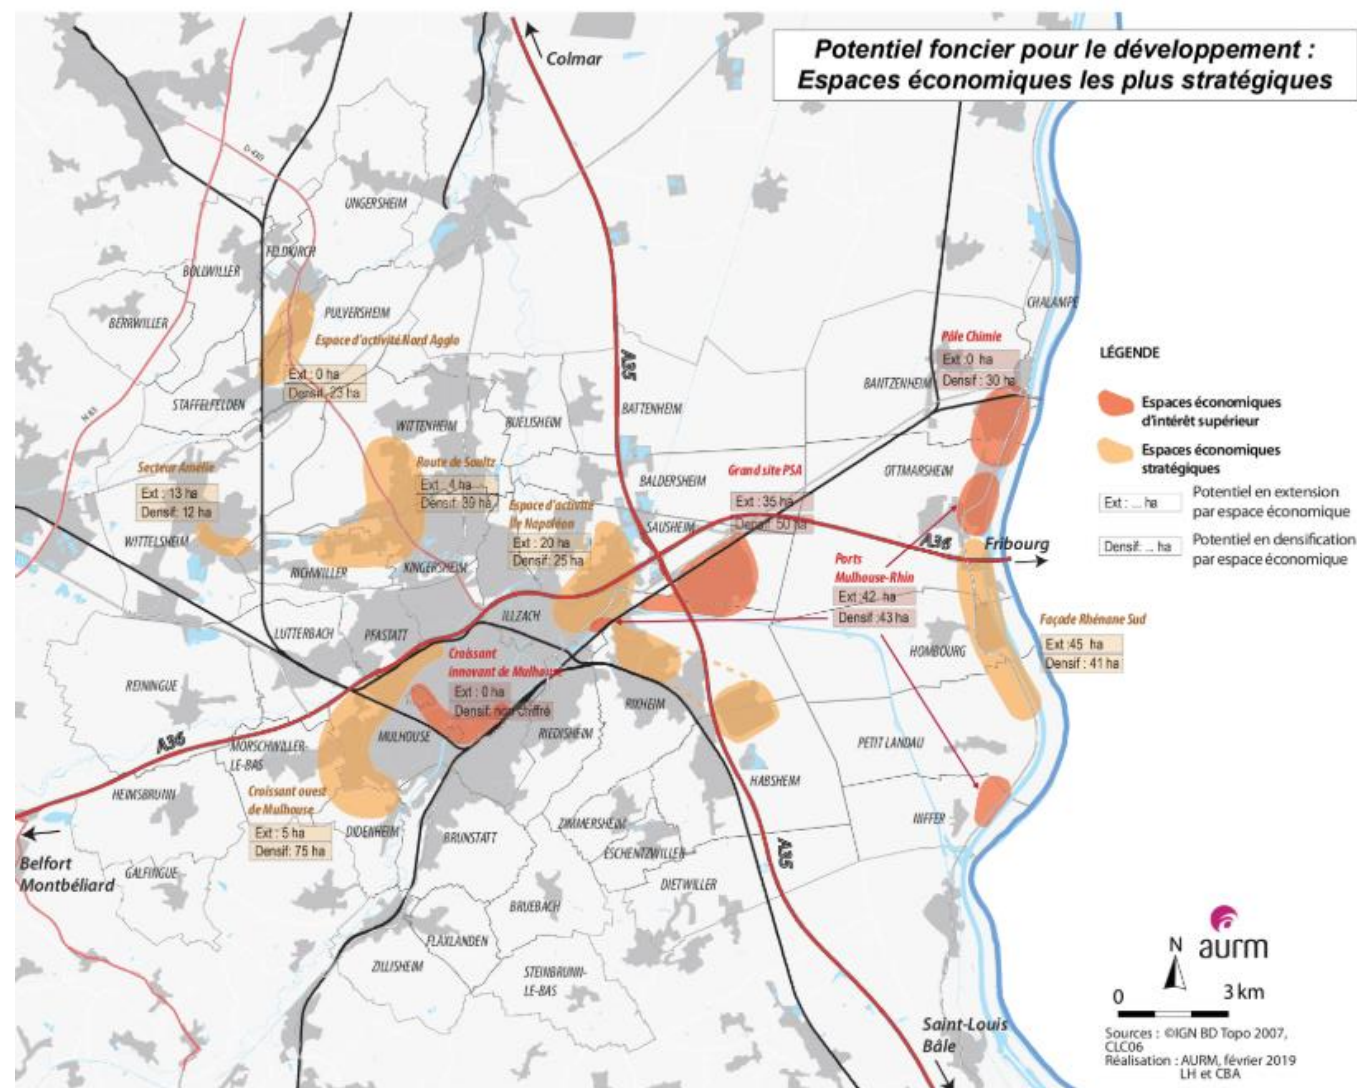 Potentiel foncier pour le développement :
Espaces économiques les plus stratégiques
Colmar
D-430
UNGERSHEIM
FELDKIRCH
BOLLWILLER
BERRWILLER
PULVERSHEIM
Espace d'activité Nord Agglo
Ext : 0 ha
Densif: 23 ha
STAFFELFELDEN
N 83
A35
CHALAMPE
Pôle Chimie
Ext :0 ha
Densif : 30 ha
BANTZENHEIM
BATTENHEIM
WITTENHEIM
RUELISHEIM
LÉGENDE
Espaces économiques
d'intérêt supérieur
Espaces économiques
stratégiques
Ext : ... ha
Potentiel en extension
par espace économique
Densif: ... ha
Potentiel en densification
par espace économique
Secteur Amélie
Ext : 13 ha
Densif: 12 ha
WITTELSHEIM
Route de Soultz
Ext : 4 ha
Densif: 39 ha
Espace d'activité
Ile Napoléon
Ext : 20 ha
Densif: 25 ha
BALDERSHEIM
Grand site PSA
Ext : 35 ha
Densif: 50 ha
OTTMARSHEIM
SAUSHEIM
A36
Fribourg
RICHWILLER
KINGERSHEIM
Ports
Mulhouse-Rhin
Ext :42 ha
Densif :43 ha
LUTTERBACH
PFASTATT
ILLZACH
Façade Rhénane Sud
Ext :45 ha
Densif : 41 ha
HOMBOURG
Croissant
innovant de Mulhouse
Ext : 0 ha
Densif: non chiffré
REININGUE
RIXHEIM
RIEDISHEIM
MULHOUSE
A36
MORSCHWILLER-
LE-BAS
PETIT LANDAU
HABSHEIM
HEIMSBRUNN
Croissant ouest
de Mulhouse
Ext : 5 ha
Densif: 75 ha
DIDENHEIM
BRUNSTATT
ZIMMERSHEIM
ESCHENTZWILLER
NIFFER
A35
Belfort
Montbéliard
GALFINGUE
DIETWILLER
BRUEBACH
FLAXLANDEN
ZILLISHEIM
STEINBRUNN-
LE-BAS
Saint-Louis
Bâle
aurm
N
0
3 km
Sources : ©IGN BD Topo 2007,
CLC06
Réalisation : AURM, février 2019
LH et CBA